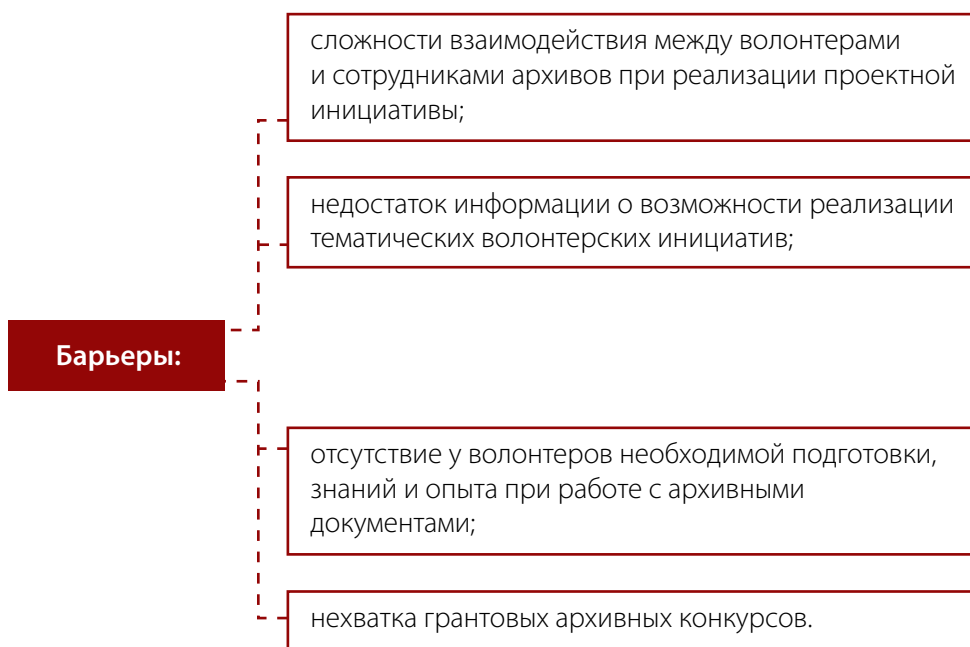 сложности взаимодействия между волонтерами
и сотрудниками архивов при реализации проектной
инициативы;
недостаток информации о возможности реализации
тематических волонтерских инициатив;
Барьеры:
отсутствие у волонтеров необходимой подготовки,
знаний и опыта при работе с архивными
документами;
нехватка грантовых архивных конкурсов.